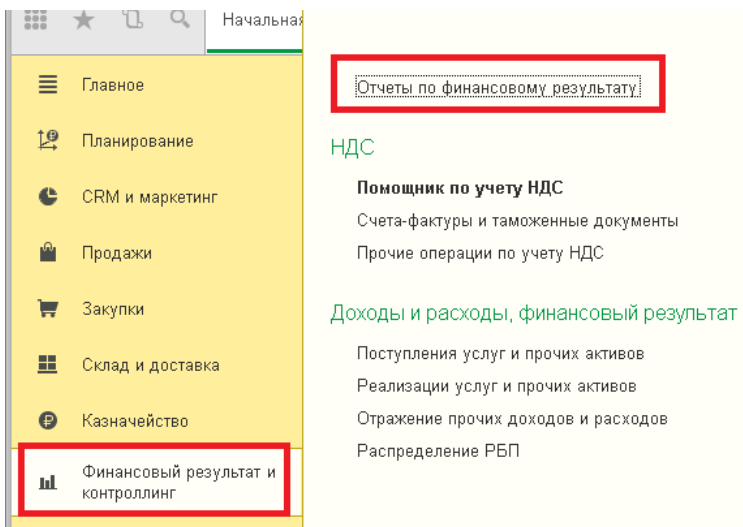 Начальная
Главное
Планирование
CRM и маркетинг
Продажи
Закупки
Склад и доставка
Казначейство
Финансовый результат и
контроллинг
Отчеты по финансовому результату
НДС
Помощник по учету НДС
Счета-фактуры и таможенные документы
Прочие операции по учету НДС
Доходы и расходы, финансовый результат
Поступления услуг и прочих активов
Реализации услуг и прочих активов
Отражение прочих доходов и расходов
Распределение РБП